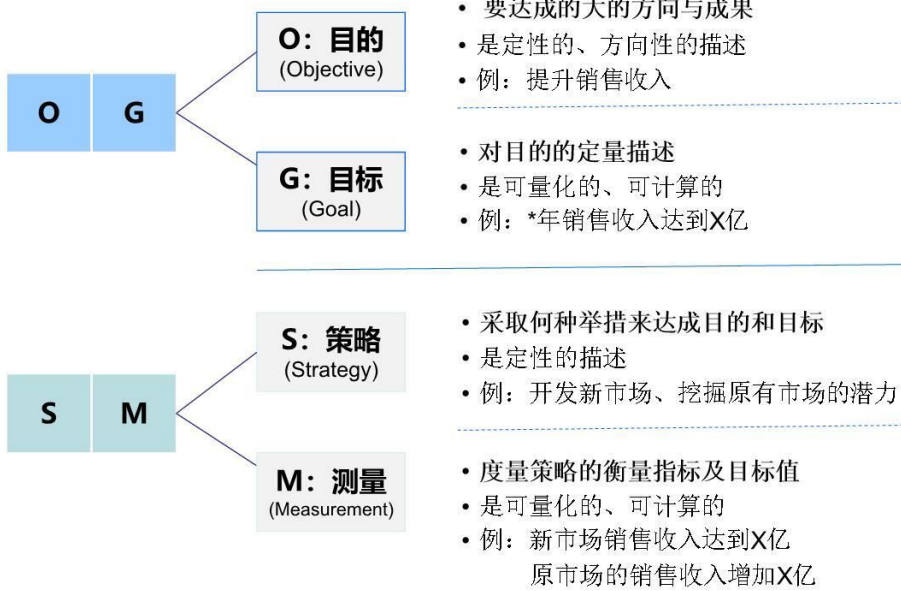 • 要达成的大的方向与成果
O：目的
(Objective)
• 是定性的、方向性的描述
• 例：提升销售收入
O G
G：目标
(Goal)
• 对目的的定量描述
• 是可量化的、可计算的
• 例：*年销售收入达到X亿
S：策略
(Strategy)
• 采取何种举措来达成目的和目标
• 是定性的描述
• 例：开发新市场、挖掘原有市场的潜力
S M
M：测量
(Measurement)
• 度量策略的衡量指标及目标值
• 是可量化的、可计算的
• 例：新市场销售收入达到X亿
原市场的销售收入增加X亿